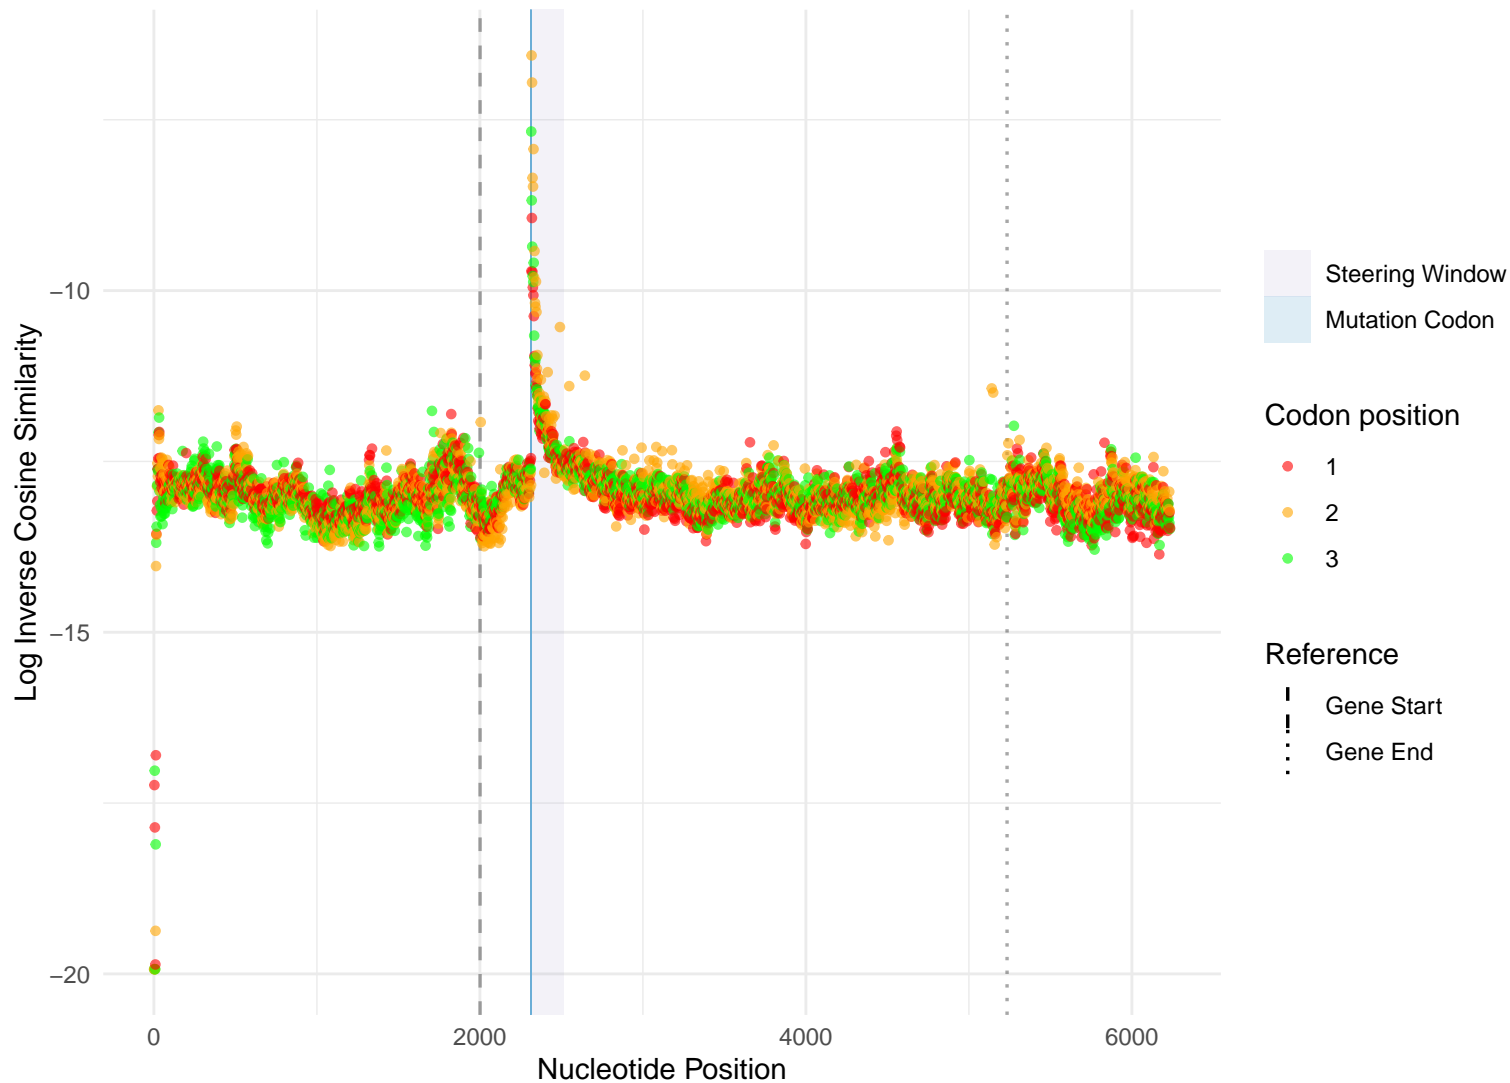 Log Inverse Cosine Similarity
−10
−15
−20
0
2000
4000
6000
Nucleotide Position
Steering Window
Mutation Codon
Codon position
1
2
3
Reference
Gene Start
Gene End